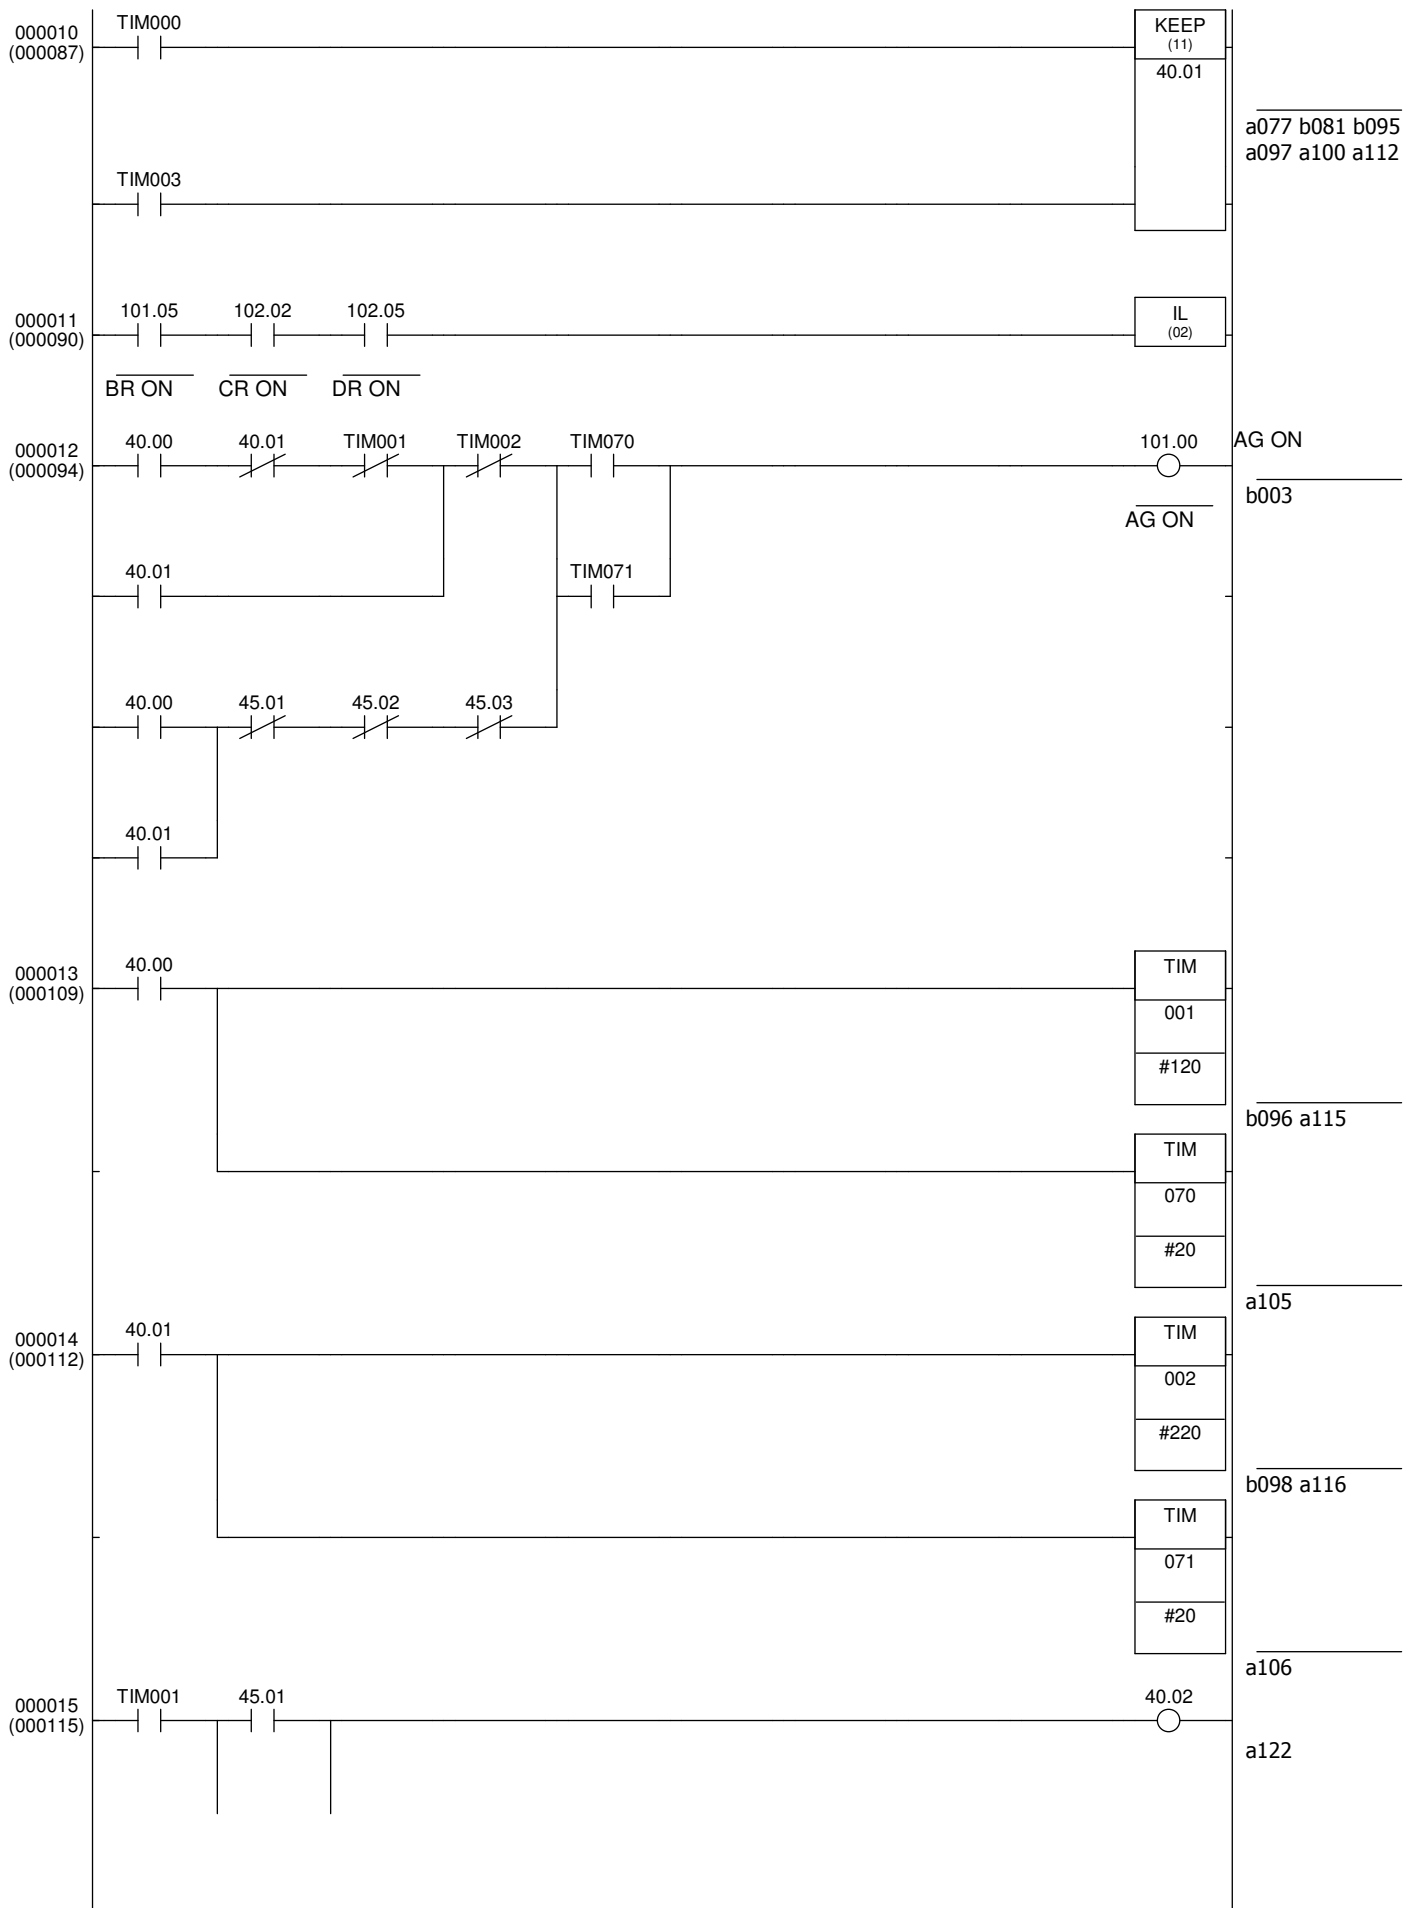 TIM000
KEEP
000010
(000087)
(11)
40.01
a077 b081 b095
a097 a100 a112
TIM003
101.05 102.02 102.05
IL
000011
(000090)
(02)
BR ON CR ON DR ON
40.00 40.01 TIM001 TIM002 TIM070 101.00 AG ON
000012
(000094)
b003
AG ON
40.01 TIM071
40.00 45.01 45.02 45.03
40.01
40.00 TIM
000013
(000109)
001
#120
b096 a115
TIM
070
#20
a105
40.01 TIM
000014
(000112)
002
#220
b098 a116
TIM
071
#20
a106
TIM001 45.01 40.02
000015
(000115)
a122